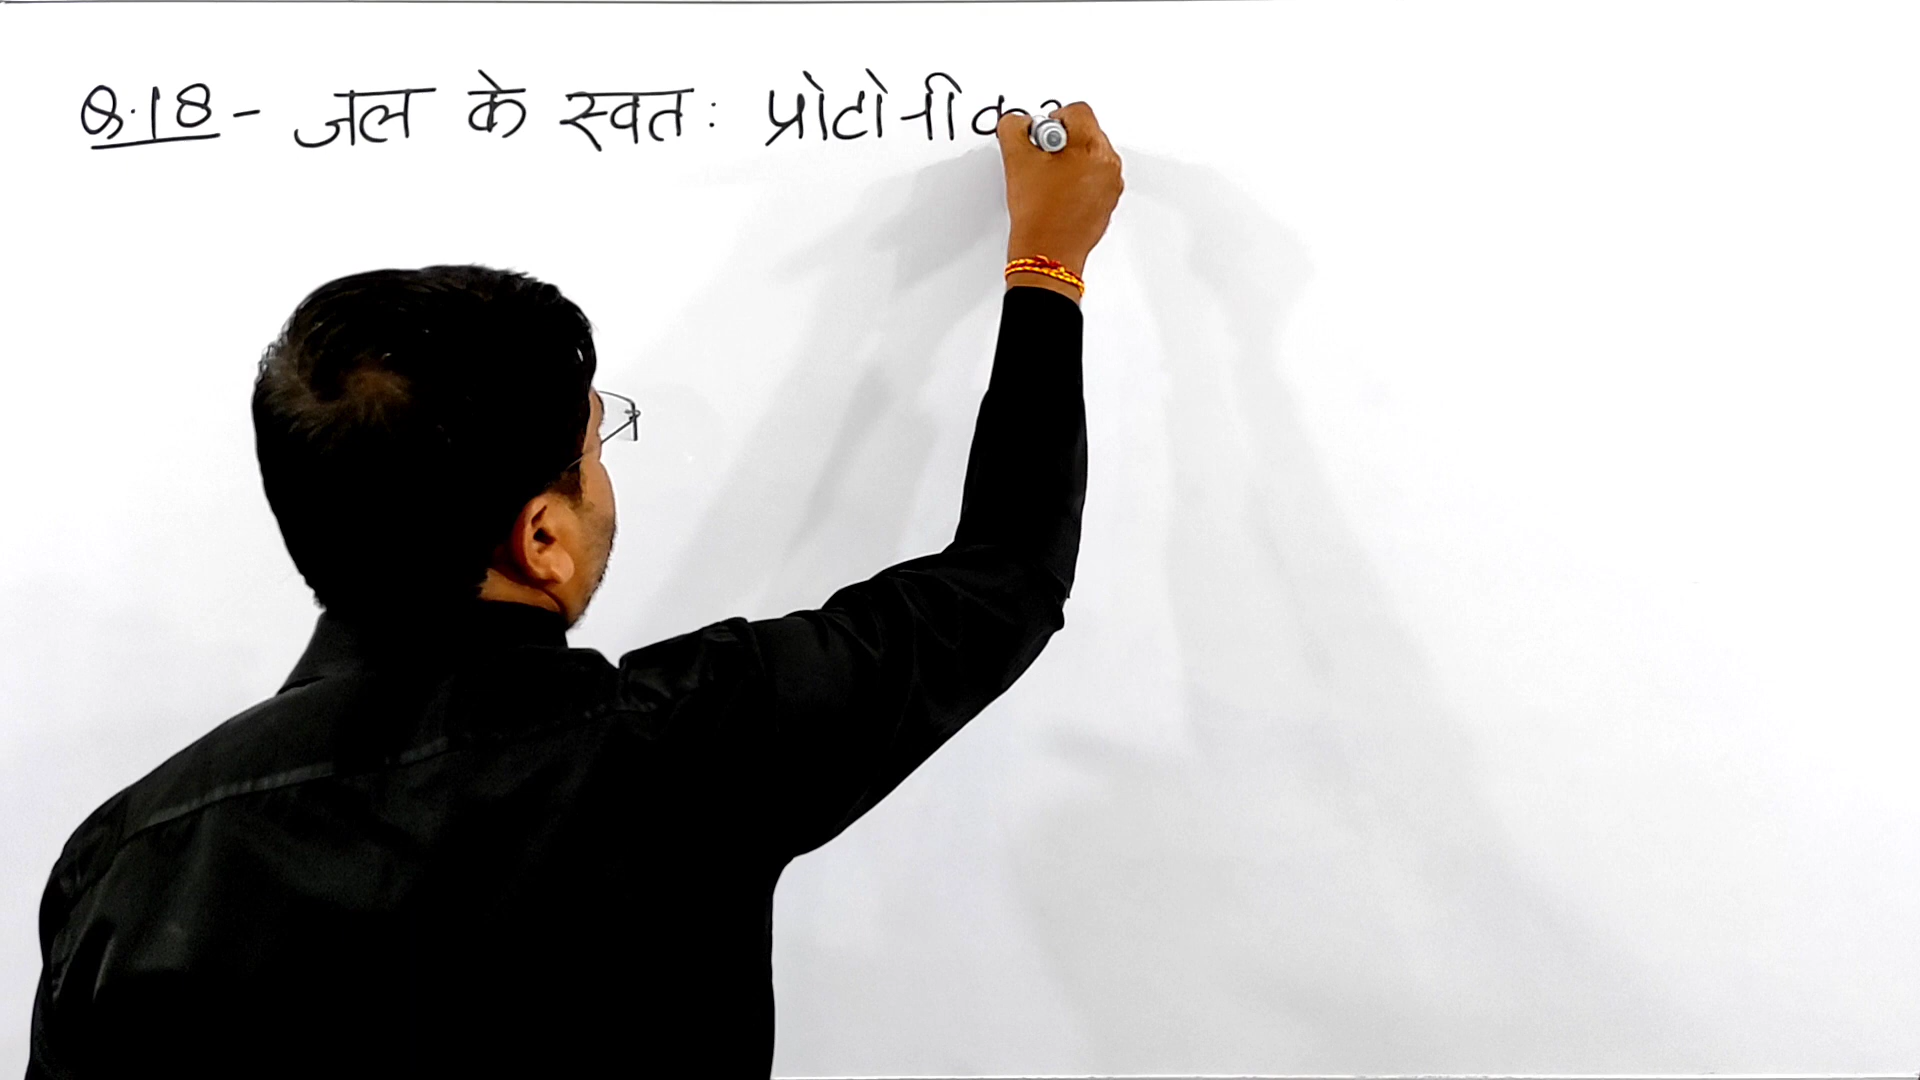 Q.18- जल के स्वतः प्रोटोनीक